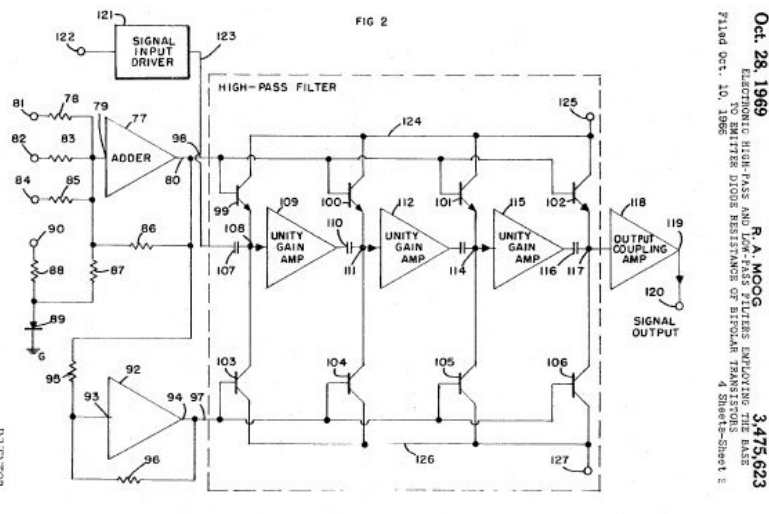 Oct. 28, 1969
R. A. MOOG
3,475,623
ELECTRONIC HIGH-PASS AND LOW-PASS FILTERS EMPLOYING THE BASE
TO EMITTER DIODE RESISTANCE OF BIPOLAR TRANSISTORS
Filed Oct. 10, 1966
4 Sheets-Sheet 2
FIG 2
121
122
SIGNAL
INPUT
DRIVER
123
HIGH-PASS FILTER
81
78
79
77
98
124
125
82
83
ADDER
80
84
85
99
100
101
102
90
86
108
109
110
112
115
118
119
UNITY
GAIN
AMP
UNITY
GAIN
AMP
UNITY
GAIN
AMP
OUTPUT
COUPLING
AMP
107
111
114
116
117
88
87
120
SIGNAL
OUTPUT
89
G
95
92
103
104
105
106
93
94
97
96
126
127